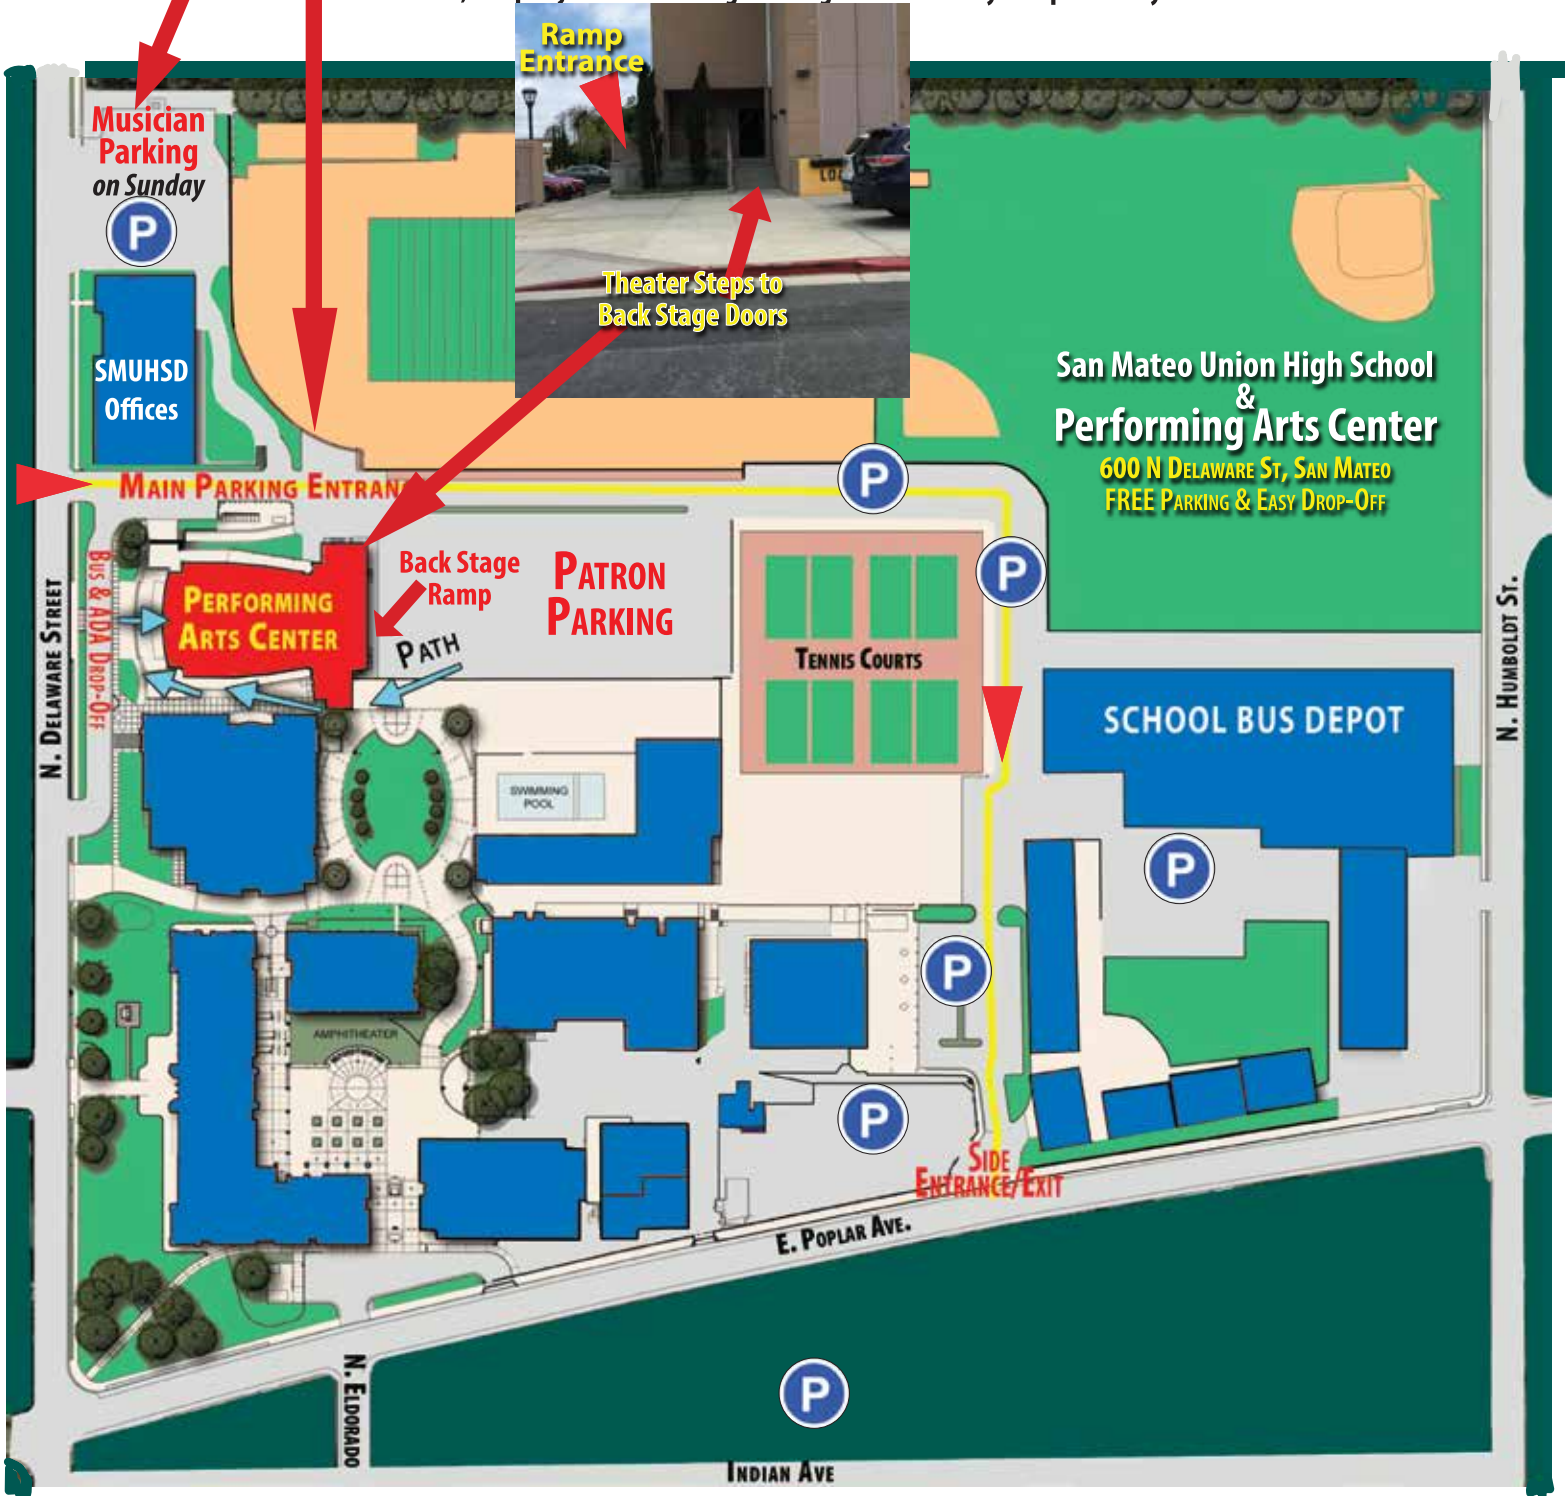 Ramp
Entrance
LOA
Theater Steps to
Back Stage Doors
Musician
Parking
on Sunday
P
SMUHSD
Offices
San Mateo Union High School
&
Performing Arts Center
600 N Delaware St, San Mateo
FREE Parking & Easy Drop-Off
Main Parking Entran
P
P
Bus & ADA Drop-Off
Performing
Arts Center
Back Stage
Ramp
Patron
Parking
Path
Tennis Courts
N. Delaware Street
N. Humboldt St.
SCHOOL BUS DEPOT
SWIMMING
POOL
P
P
AMPHITHEATER
P
Side
Entrance/Exit
E. Poplar Ave.
N. Eldorado
P
Indian Ave